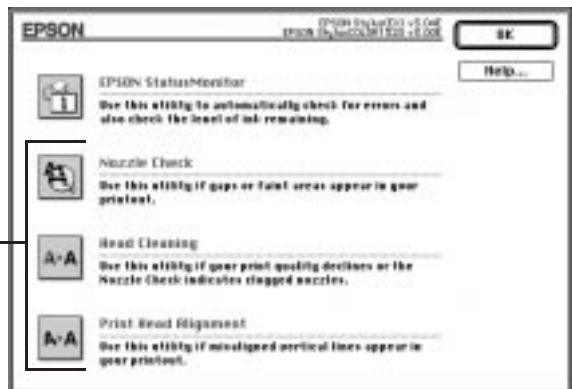 EPSON
OK
Help...
EPSON StatusMonitor
Use this utility to automatically check for errors and
also check the level of ink remaining.
Nozzle Check
Use this utility if gaps or faint areas appear in your
printout.
Head Cleaning
Use this utility if your print quality declines or the
Nozzle Check indicates clogged nozzles.
Print Head Alignment
Use this utility if misaligned vertical lines appear in
your printout.